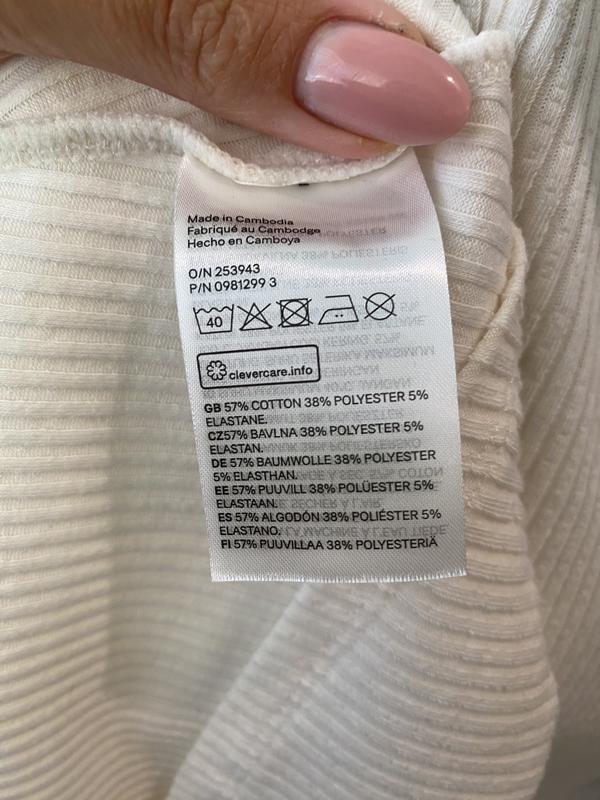 Made in Cambodia
Fabriqué au Cambodge
Hecho en Camboya
O/N 253943
P/N 0981299 3
40
clevercare.info
GB 57% COTTON 38% POLYESTER 5%
ELASTANE.
CZ57% BAVLNA 38% POLYESTER 5%
ELASTAN.
DE 57% BAUMWOLLE 38% POLYESTER
5% ELASTHAN.
EE 57% PUUVILL 38% POLÜESTER 5%
ELASTAAN.
ES 57% ALGODÓN 38% POLIÉSTER 5%
ELASTANO.
FI 57% PUUVILLAA 38% POLYESTERIÄ